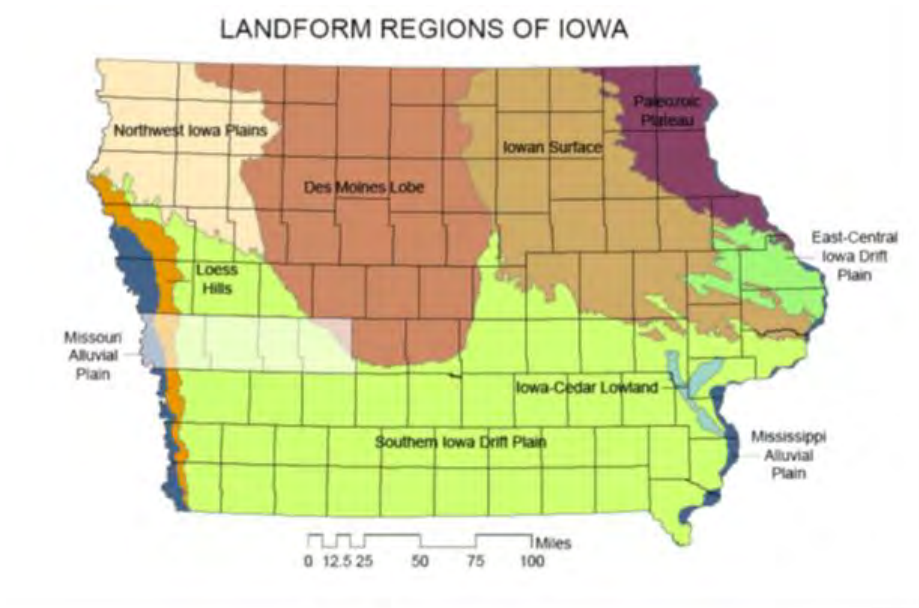 LANDFORM REGIONS OF IOWA
Paleozoic
Plateau
Northwest Iowa Plains
Iowan Surface
Des Moines Lobe
East-Central
Iowa Drift
Plain
Loess
Hills
Missouri
Alluvial
Plain
Iowa-Cedar Lowland
Southern Iowa Drift Plain
Mississippi
Alluvial
Plain
Miles
0 12.5 25 50 75 100